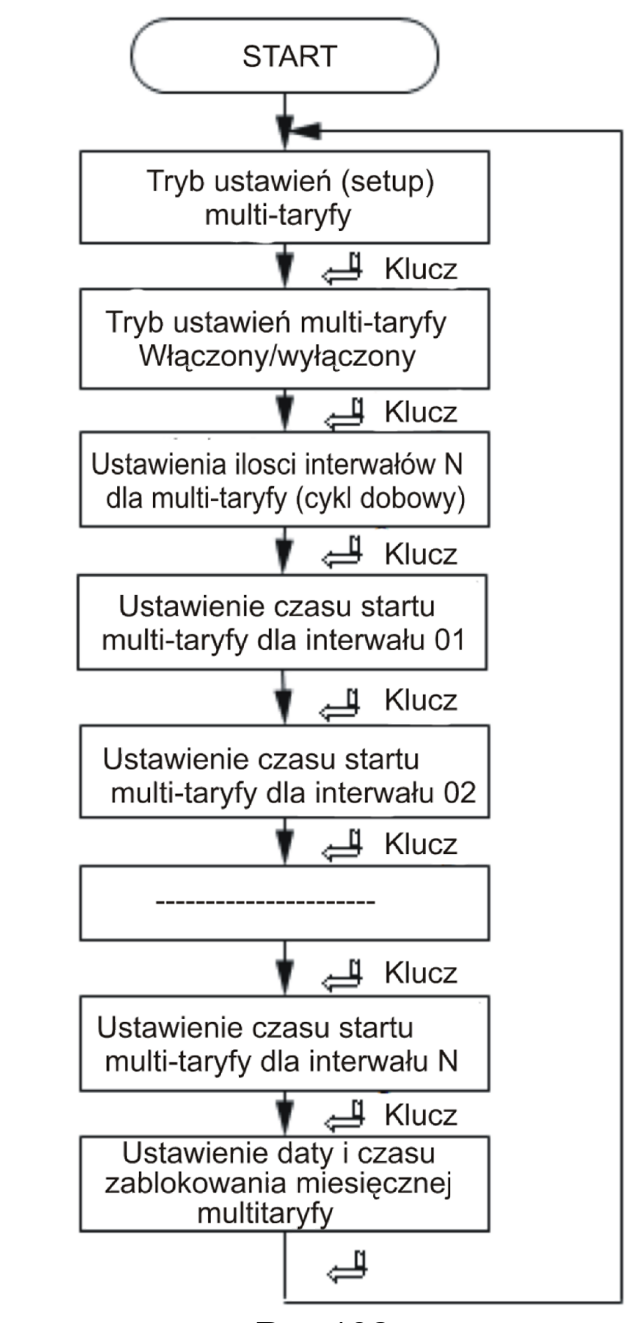 START
Tryb ustawień (setup)
multi-taryfy
Klucz
Tryb ustawień multi-taryfy
Włączony/wyłączony
Klucz
Ustawienia ilosci interwałów N
dla multi-taryfy (cykl dobowy)
Klucz
Ustawienie czasu startu
multi-taryfy dla interwału 01
Klucz
Ustawienie czasu startu
multi-taryfy dla interwału 02
Klucz
----------------------
Klucz
Ustawienie czasu startu
multi-taryfy dla interwału N
Klucz
Ustawienie daty i czasu
zablokowania miesięcznej
multitaryfy